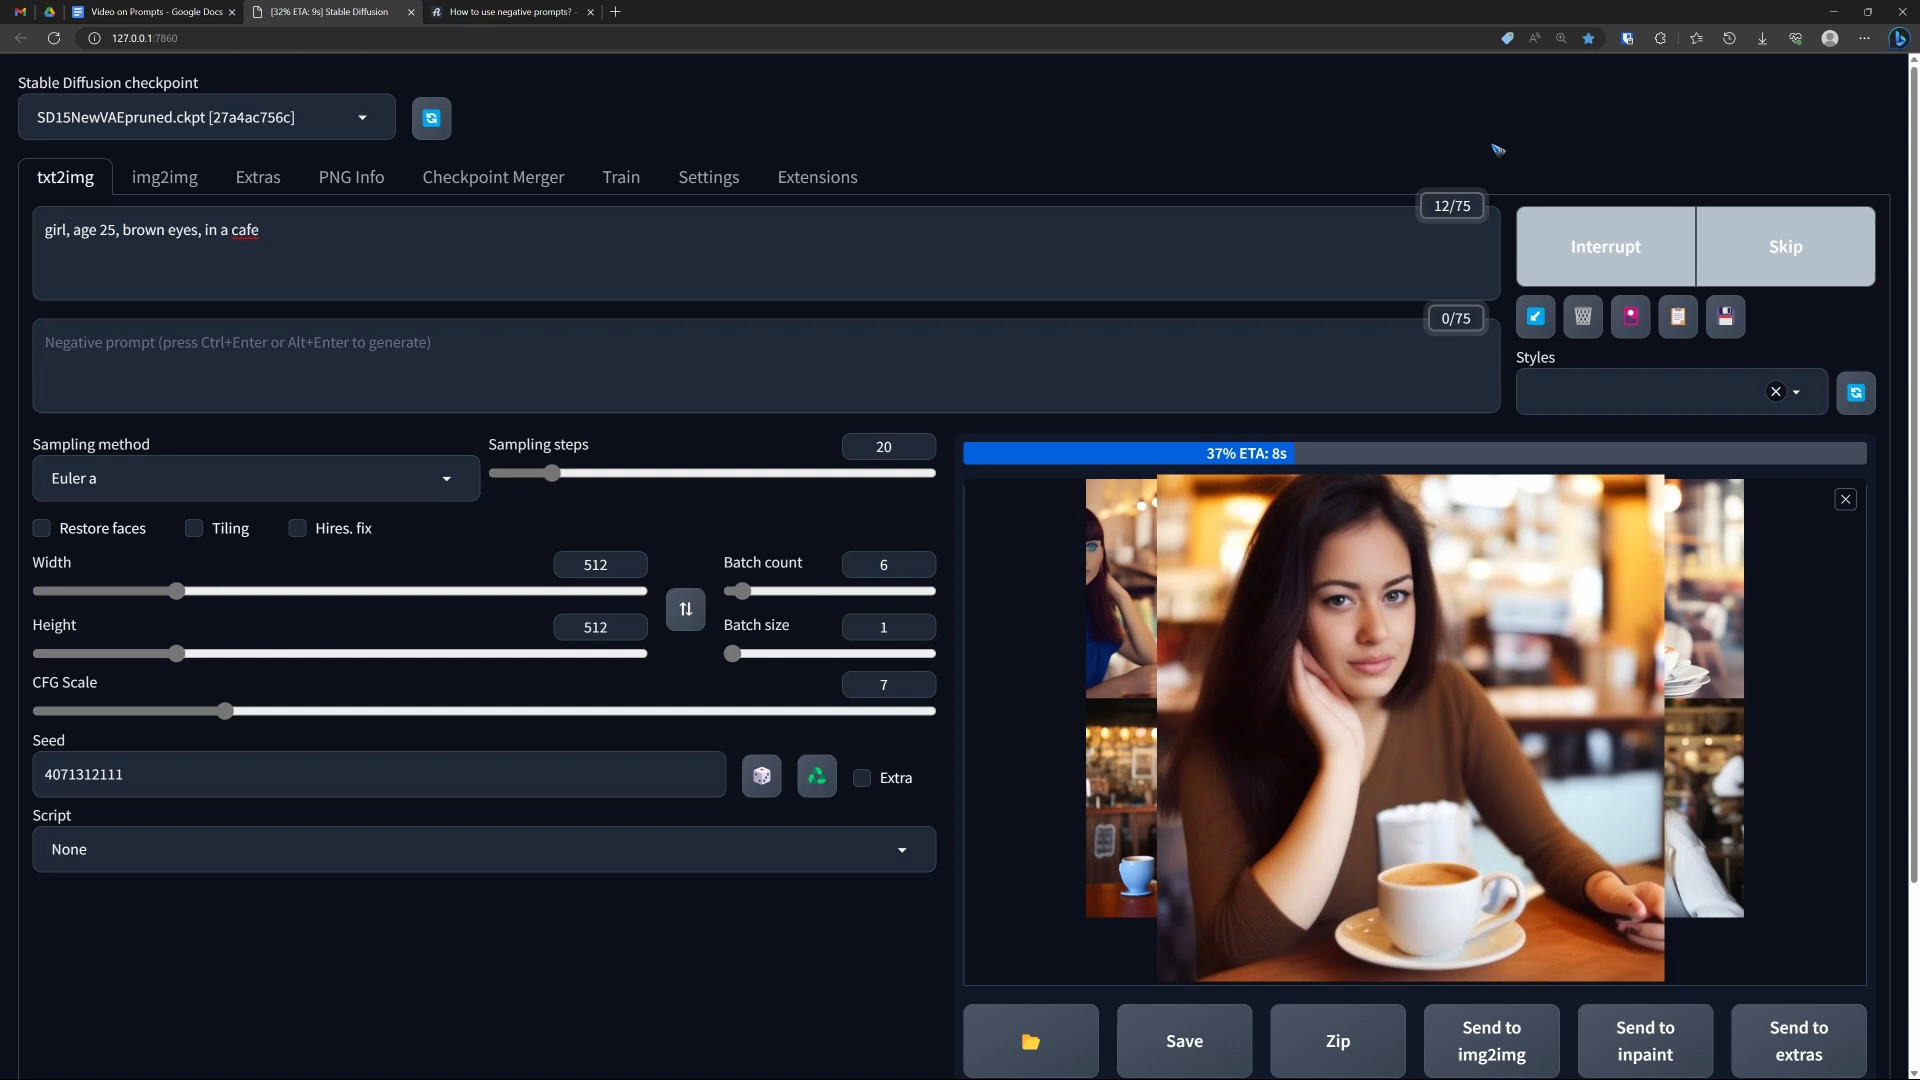 Video on Prompts - Google Docs
[32% ETA: 9s] Stable Diffusion
How to use negative prompts? -
127.0.0.1:7860
Stable Diffusion checkpoint
SD15NewVAEpruned.ckpt [27a4ac756c]
txt2img
img2img
Extras
PNG Info
Checkpoint Merger
Train
Settings
Extensions
12/75
girl, age 25, brown eyes, in a cafe
Interrupt
Skip
0/75
Negative prompt (press Ctrl+Enter or Alt+Enter to generate)
Styles
Sampling method
Euler a
Sampling steps
20
37% ETA: 8s
Restore faces
Tiling
Hires. fix
Width
512
Batch count
6
Height
512
Batch size
1
CFG Scale
7
Seed
4071312111
Extra
Script
None
Save
Zip
Send to
img2img
Send to
inpaint
Send to
extras